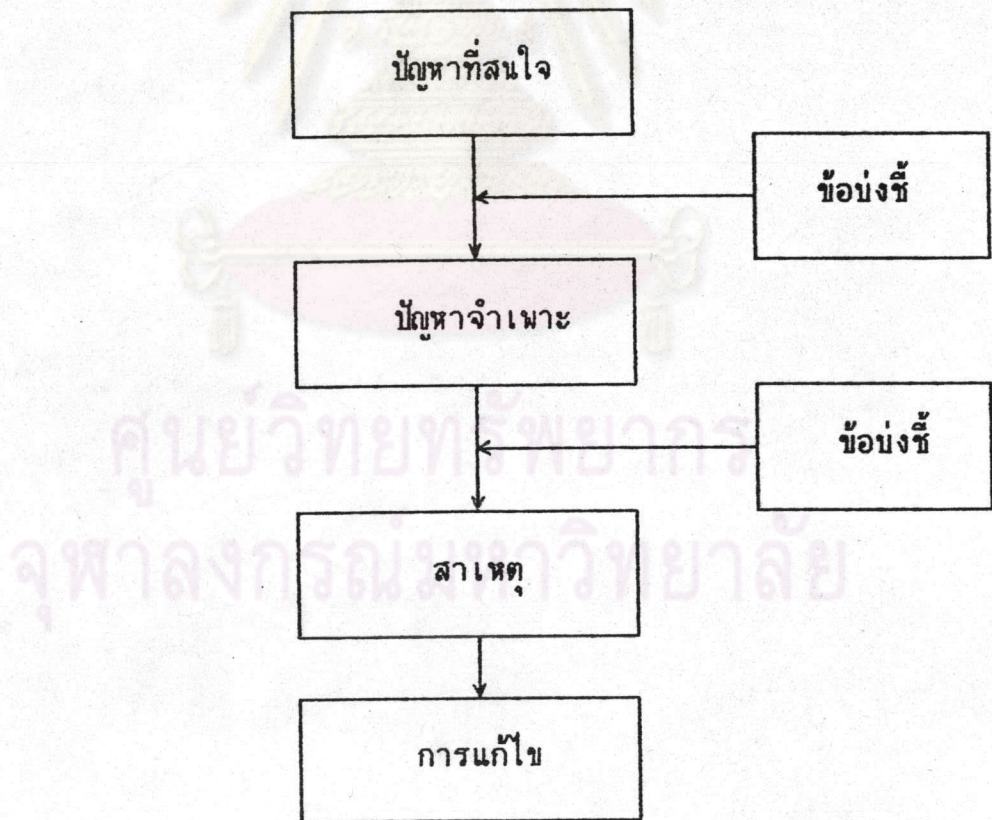 ปัญหาที่สนใจ
ข้อบ่งชี้
ปัญหาจำเพาะ
ข้อบ่งชี้
ศูนย์วิทยทรัพยากร
จุฬาลงกรณ์มหาวิทยาลัย
สาเหตุ
การแก้ไข